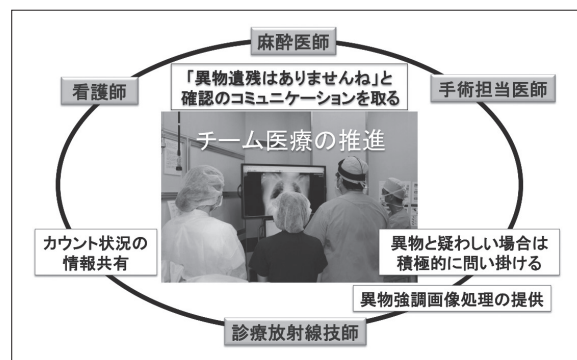 麻酔医師
看護師
手術担当医師
「異物遺残はありませんね」と
確認のコミュニケーションを取る
チーム医療の推進
カウント状況の
情報共有
異物と疑わしい場合は
積極的に問い掛ける
異物強調画像処理の提供
診療放射線技師